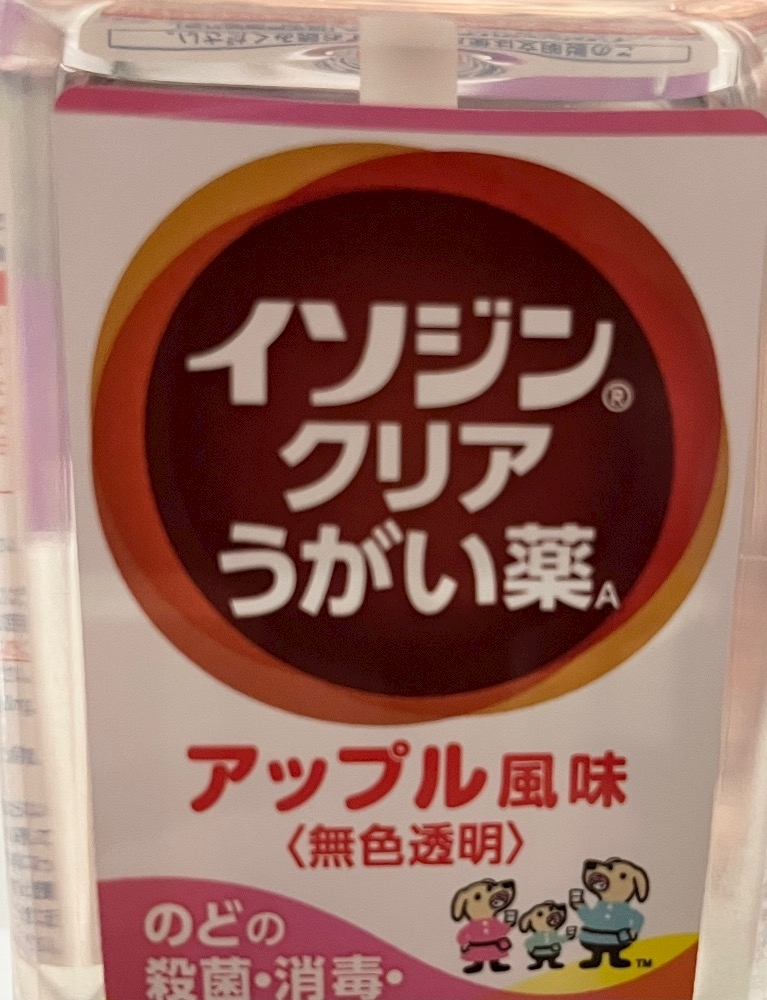 イソジン®
クリア
うがい薬A
アップル風味
〈無色透明〉
のどの
殺菌・消毒・
TM